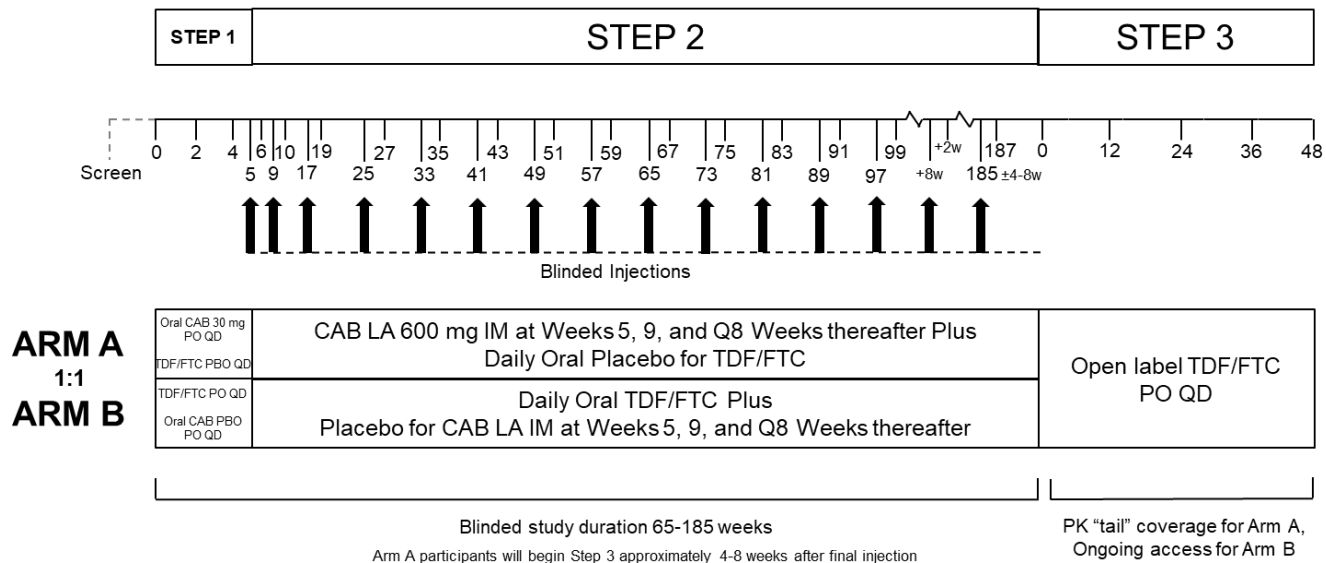 STEP 1
STEP 2
STEP 3
Screen
0 2 4 6 10 19 27 35 43 51 59 67 75 83 91 99 +2w 187 0 12 24 36 48
5 9 17 25 33 41 49 57 65 73 81 89 97 +8w 185 ±4-8w
Blinded Injections
ARM A
1:1
ARM B
Oral CAB 30 mg
PO QD
TDF/FTC PBO QD
CAB LA 600 mg IM at Weeks 5, 9, and Q8 Weeks thereafter Plus
Daily Oral Placebo for TDF/FTC
TDF/FTC PO QD
Oral CAB PBO
PO QD
Daily Oral TDF/FTC Plus
Placebo for CAB LA IM at Weeks 5, 9, and Q8 Weeks thereafter
Open label TDF/FTC
PO QD
Blinded study duration 65-185 weeks
Arm A participants will begin Step 3 approximately 4-8 weeks after final injection
PK “tail” coverage for Arm A,
Ongoing access for Arm B